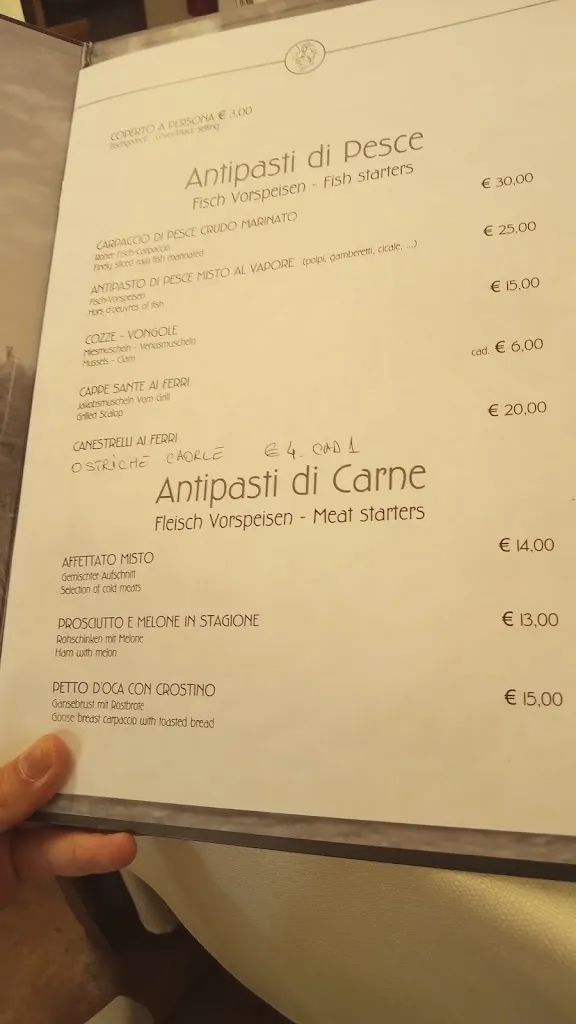 COPERTO A PERSONA € 3,00
Tischgedeck - Cover/Place setting
Antipasti di Pesce
Fisch Vorspeisen - Fish starters
CARPACCIO DI PESCE CRUDO MARINATO € 30,00
Roher Fisch-Carpaccio
Finely sliced raw fish marinated
ANTIPASTO DI PESCE MISTO AL VAPORE (polpi, gamberetti, cicale, ...) € 25,00
Fisch-Vorspeisen
Hors d'oeuvres of fish
COZZE - VONGOLE € 15,00
Miesmuscheln - Venusmuscheln
Mussels - Clam
CAPPE SANTE AI FERRI cad. € 6,00
Jakobsmuscheln Vom Grill
Grilled Scalop
CANESTRELLI AI FERRI € 20,00
OSTRICHE CAORLE € 4. CAD 1
Antipasti di Carne
Fleisch Vorspeisen - Meat starters
AFFETTATO MISTO € 14,00
Gemischter Aufschnitt
Selection of cold meats
PROSCIUTTO E MELONE IN STAGIONE € 13,00
Rohschinken mit Melone
Ham with melon
PETTO D'OCA CON CROSTINO € 15,00
Gänsebrust mit Röstbrote
Goose breast carpaccio with toasted bread